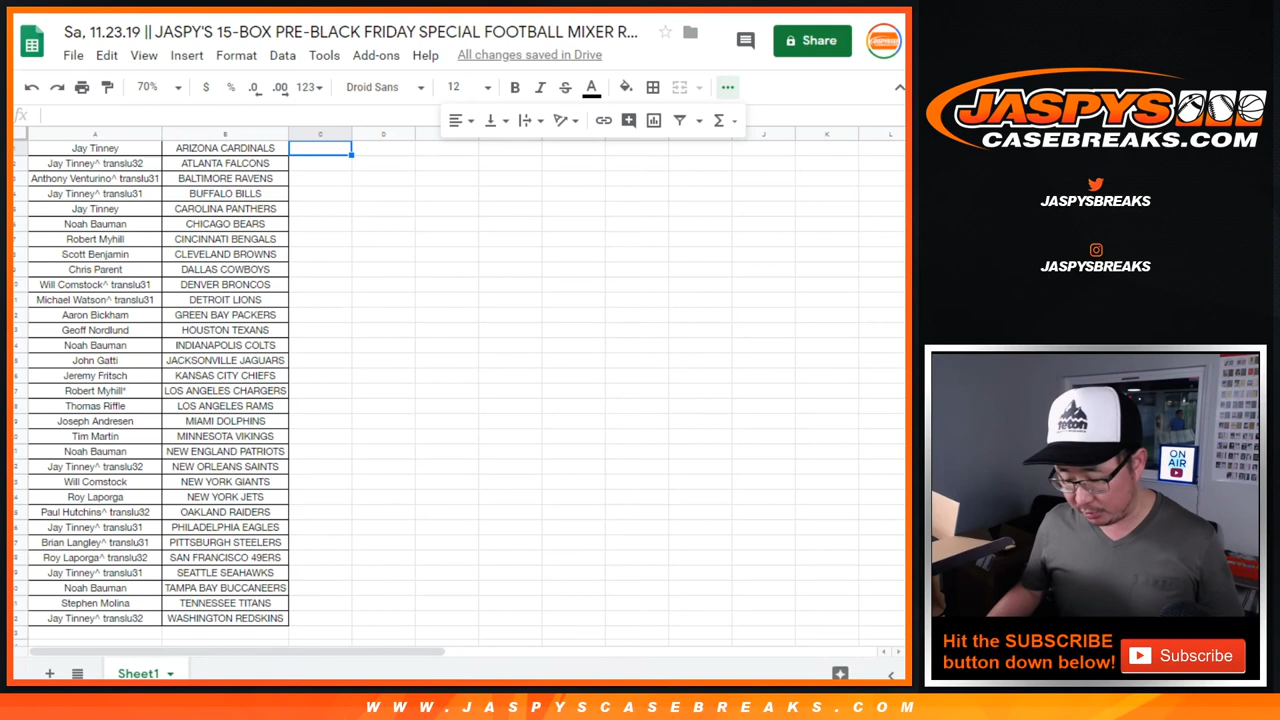 Sa, 11.23.19 || JASPY'S 15-BOX PRE-BLACK FRIDAY SPECIAL FOOTBALL MIXER R...
File Edit View Insert Format Data Tools Add-ons Help All changes saved in Drive
Share
70% $ % .0 .00 123 Droid Sans 12 B I S A
fx
A B C D J K L
Jay Tinney ARIZONA CARDINALS
Jay Tinney^ translu32 ATLANTA FALCONS
Anthony Venturino^ translu31 BALTIMORE RAVENS
Jay Tinney^ translu31 BUFFALO BILLS
Jay Tinney CAROLINA PANTHERS
Noah Bauman CHICAGO BEARS
Robert Myhill CINCINNATI BENGALS
Scott Benjamin CLEVELAND BROWNS
Chris Parent DALLAS COWBOYS
Will Comstock^ translu31 DENVER BRONCOS
Michael Watson^ translu31 DETROIT LIONS
Aaron Bickham GREEN BAY PACKERS
Geoff Nordlund HOUSTON TEXANS
Noah Bauman INDIANAPOLIS COLTS
John Gatti JACKSONVILLE JAGUARS
Jeremy Fritsch KANSAS CITY CHIEFS
Robert Myhill* LOS ANGELES CHARGERS
Thomas Riffle LOS ANGELES RAMS
Joseph Andresen MIAMI DOLPHINS
Tim Martin MINNESOTA VIKINGS
Noah Bauman NEW ENGLAND PATRIOTS
Jay Tinney^ translu32 NEW ORLEANS SAINTS
Will Comstock NEW YORK GIANTS
Roy Laporga NEW YORK JETS
Paul Hutchins^ translu32 OAKLAND RAIDERS
Jay Tinney^ translu31 PHILADELPHIA EAGLES
Brian Langley^ translu31 PITTSBURGH STEELERS
Roy Laporga^ translu32 SAN FRANCISCO 49ERS
Jay Tinney^ translu31 SEATTLE SEAHAWKS
Noah Bauman TAMPA BAY BUCCANEERS
Stephen Molina TENNESSEE TITANS
Jay Tinney^ translu32 WASHINGTON REDSKINS
Sheet1
JASPYS
CASEBREAKS.COM
JASPYSBREAKS
JASPYSBREAKS
teton
ON
AIR
Hit the SUBSCRIBE
button down below!
Subscribe
WWW.JASPYSCASEBREAKS.COM